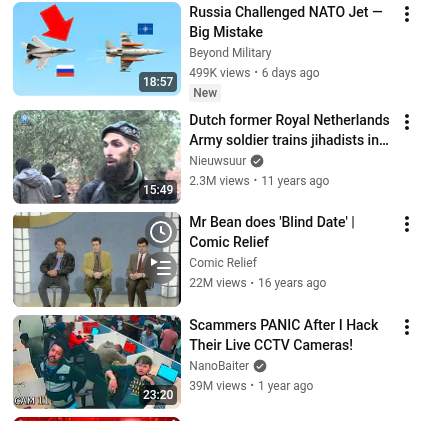 Russia Challenged NATO Jet —
Big Mistake
Beyond Military
499K views • 6 days ago
New
18:57
Dutch former Royal Netherlands
Army soldier trains jihadists in...
Nieuwsuur
2.3M views • 11 years ago
15:49
Mr Bean does 'Blind Date' |
Comic Relief
Comic Relief
22M views • 16 years ago
Scammers PANIC After I Hack
Their Live CCTV Cameras!
NanoBaiter
39M views • 1 year ago
CAM 11
23:20